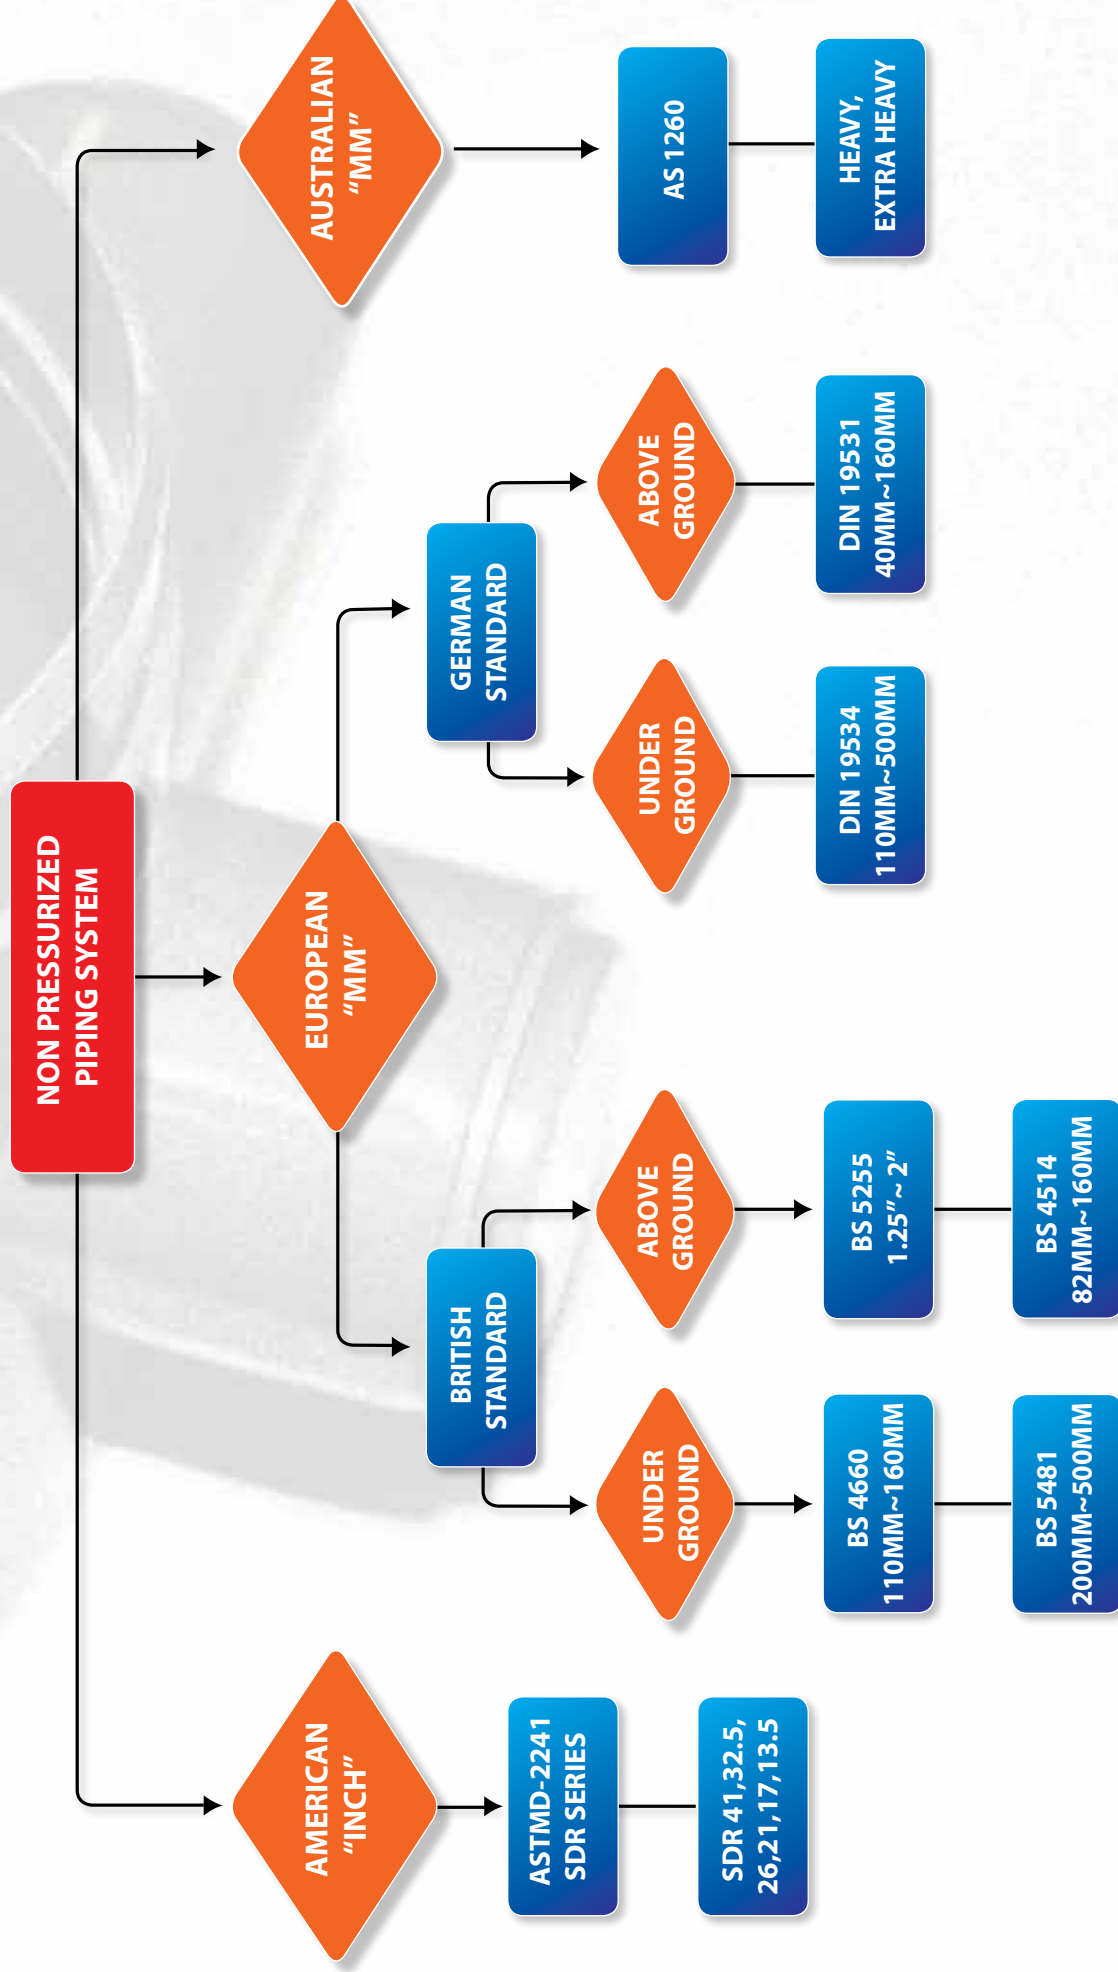 NON PRESSURIZED
PIPING SYSTEM
AMERICAN
“INCH”
EUROPEAN
“MM”
AUSTRALIAN
“MM”
BRITISH
STANDARD
GERMAN
STANDARD
ASTMD-2241
SDR SERIES
SDR 41,32.5,
26,21,17,13.5
UNDER
GROUND
ABOVE
GROUND
UNDER
GROUND
ABOVE
GROUND
AS 1260
BS 4660
110MM~160MM
BS 5255
1.25”~ 2”
DIN 19534
110MM~500MM
DIN 19531
40MM~160MM
HEAVY,
EXTRA HEAVY
BS 5481
200MM~500MM
BS 4514
82MM~160MM